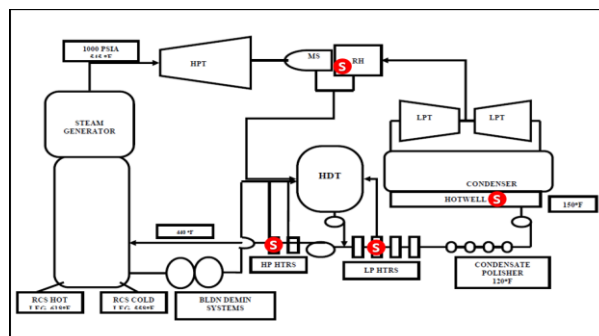 1000 PSIA
HPT
MS
RH
S
LPT
LPT
STEAM
GENERATOR
HDT
CONDENSER
HOTWELL
S
150°F
440 °F
S
S
HP HTRS
LP HTRS
CONDENSATE
POLISHER
120°F
RCS HOT
RCS COLD
BLDN DEMIN
SYSTEMS